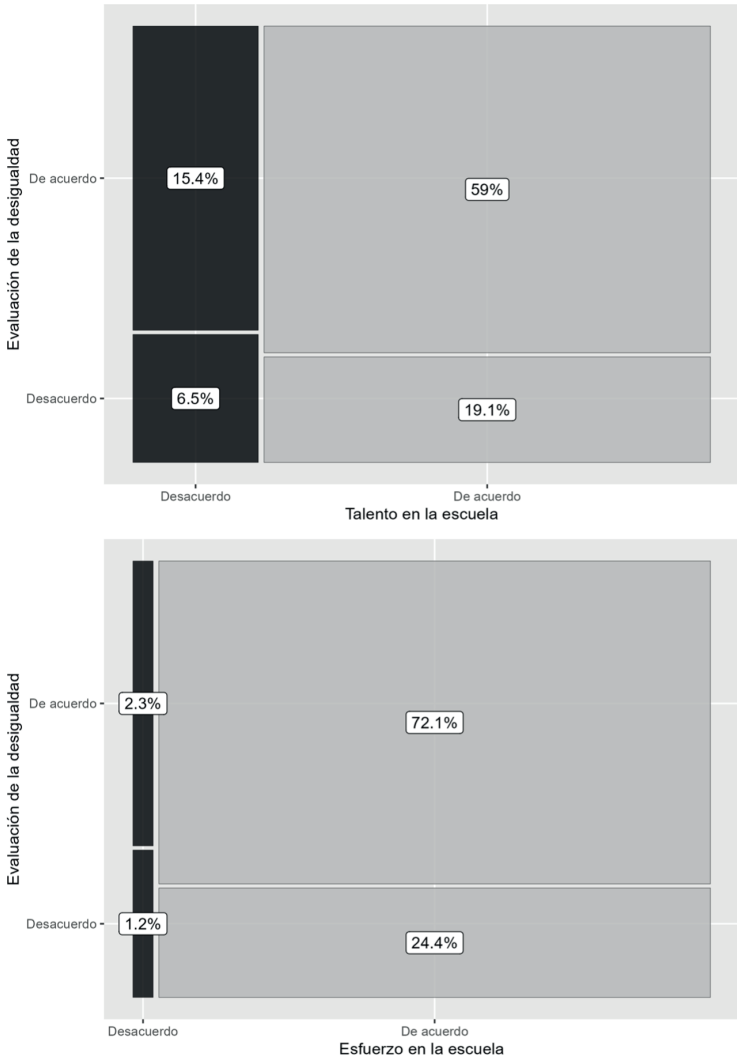 Evaluación de la desigualdad
De acuerdo
Desacuerdo
15.4%
59%
6.5%
19.1%
Desacuerdo
De acuerdo
Talento en la escuela
Evaluación de la desigualdad
De acuerdo
Desacuerdo
2.3%
72.1%
1.2%
24.4%
Desacuerdo
De acuerdo
Esfuerzo en la escuela